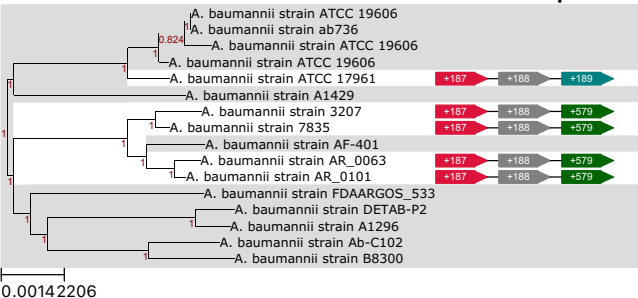 A. baumannii strain ATCC 19606
1 A. baumannii strain ab736
0.824 A. baumannii strain ATCC 19606
1 A. baumannii strain ATCC 19606
1 A. baumannii strain ATCC 17961 +187 +188 +189
1 A. baumannii strain A1429
A. baumannii strain 3207 +187 +188 +579
1 1 A. baumannii strain 7835 +187 +188 +579
A. baumannii strain AF-401
1 1 A. baumannii strain AR_0063 +187 +188 +579
1 1 A. baumannii strain AR_0101 +187 +188 +579
A. baumannii strain FDAARGOS_533
1 A. baumannii strain DETAB-P2
1 1 A. baumannii strain A1296
A. baumannii strain Ab-C102
1 A. baumannii strain B8300
0.00142206